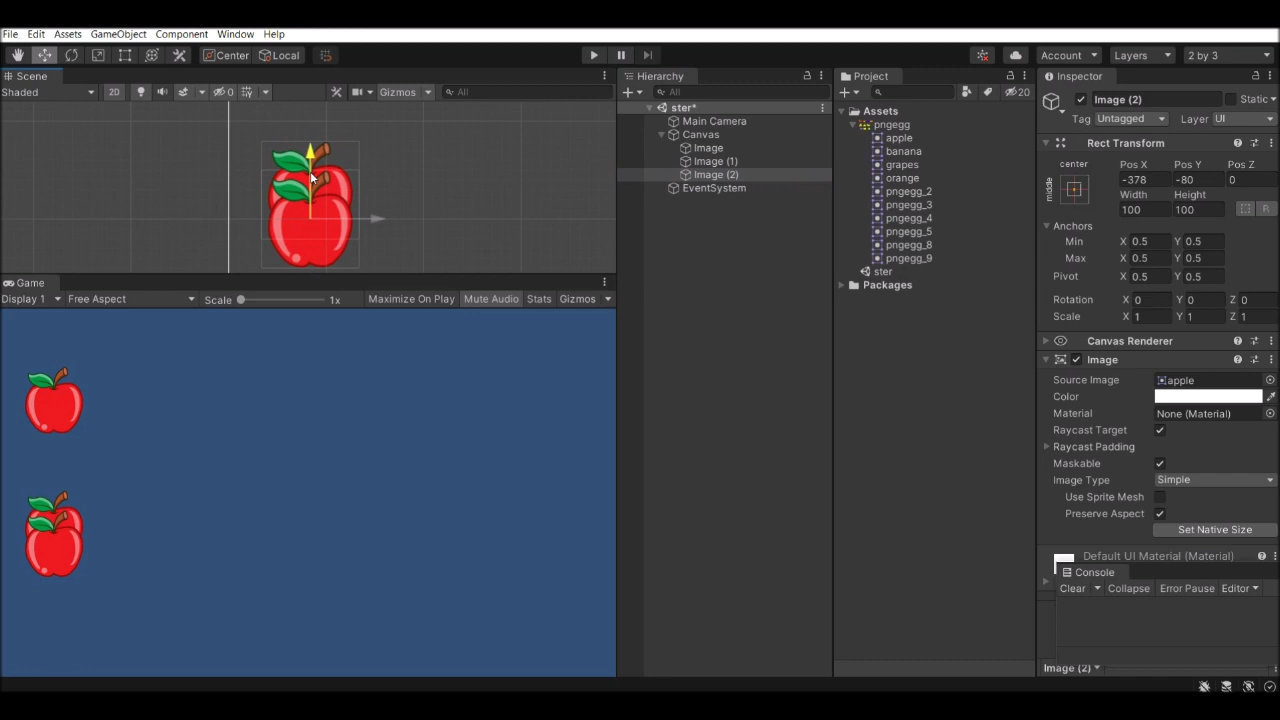 File Edit Assets GameObject Component Window Help
Center Local Account Layers 2 by 3
Scene
Shaded 2D 0 Gizmos All
Hierarchy
All
ster*
Main Camera
Canvas
Image
Image (1)
Image (2)
EventSystem
Project
20
Assets
pngegg
apple
banana
grapes
orange
pngegg_2
pngegg_3
pngegg_4
pngegg_5
pngegg_8
pngegg_9
ster
Packages
Inspector
Image (2) Static
Tag Untagged Layer UI
Rect Transform
center Pos X Pos Y Pos Z
middle -378 -80 0
Width Height
100 100 R
Anchors
Min X 0.5 Y 0.5
Max X 0.5 Y 0.5
Pivot X 0.5 Y 0.5
Rotation X 0 Y 0 Z 0
Scale X 1 Y 1 Z 1
Canvas Renderer
Image
Source Image apple
Color
Material None (Material)
Raycast Target
Raycast Padding
Maskable
Image Type Simple
Use Sprite Mesh
Preserve Aspect
Set Native Size
Default UI Material (Material)
Console
Clear Collapse Error Pause Editor
Image (2)
Game
Display 1 Free Aspect Scale 1x Maximize On Play Mute Audio Stats Gizmos